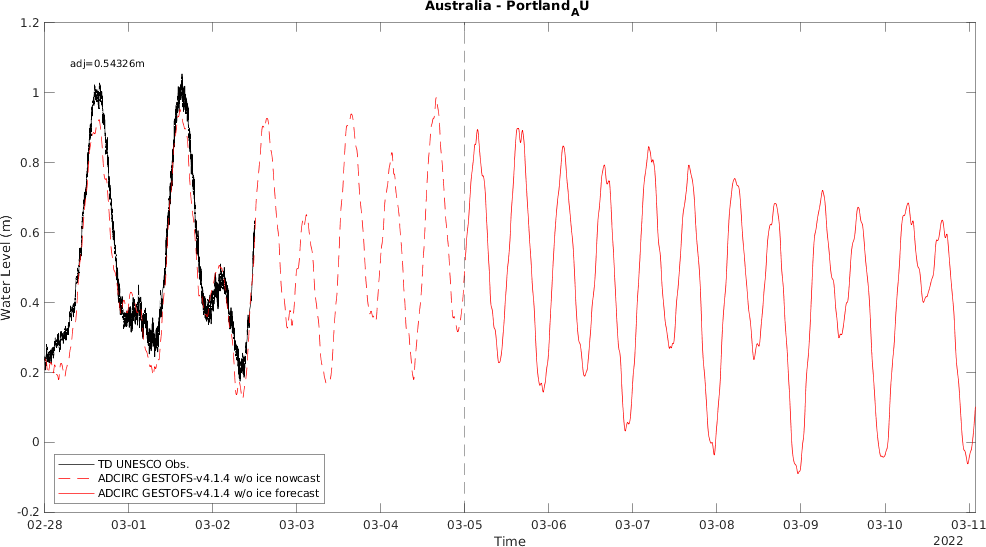 Australia - Portland_AU
adj=0.54326m
Water Level (m)
1.2
1
0.8
0.6
0.4
0.2
0
-0.2
TD UNESCO Obs.
ADCIRC GESTOFS-v4.1.4 w/o ice nowcast
ADCIRC GESTOFS-v4.1.4 w/o ice forecast
02-28 03-01 03-02 03-03 03-04 03-05 03-06 03-07 03-08 03-09 03-10 03-11
Time
2022